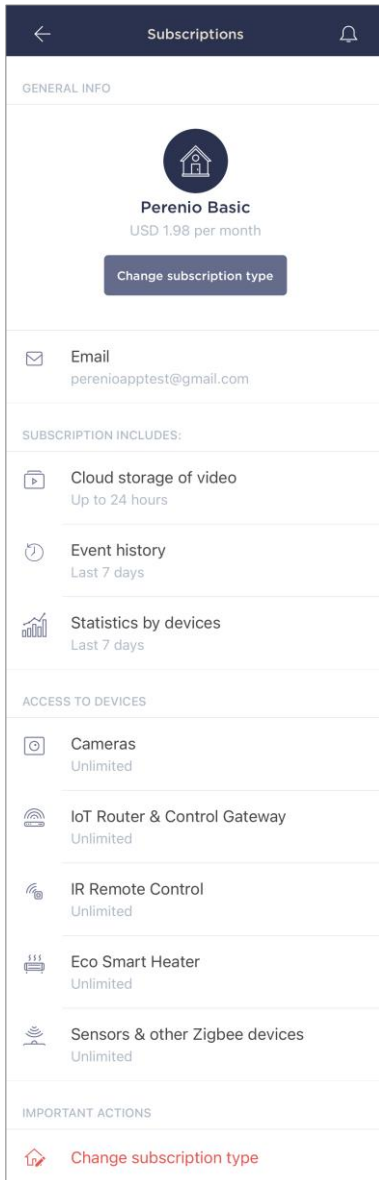 Subscriptions
GENERAL INFO
Perenio Basic
USD 1.98 per month
Change subscription type
Email
perenioapptest@gmail.com
SUBSCRIPTION INCLUDES:
Cloud storage of video
Up to 24 hours
Event history
Last 7 days
Statistics by devices
Last 7 days
ACCESS TO DEVICES
Cameras
Unlimited
IoT Router & Control Gateway
Unlimited
IR Remote Control
Unlimited
Eco Smart Heater
Unlimited
Sensors & other Zigbee devices
Unlimited
IMPORTANT ACTIONS
Change subscription type